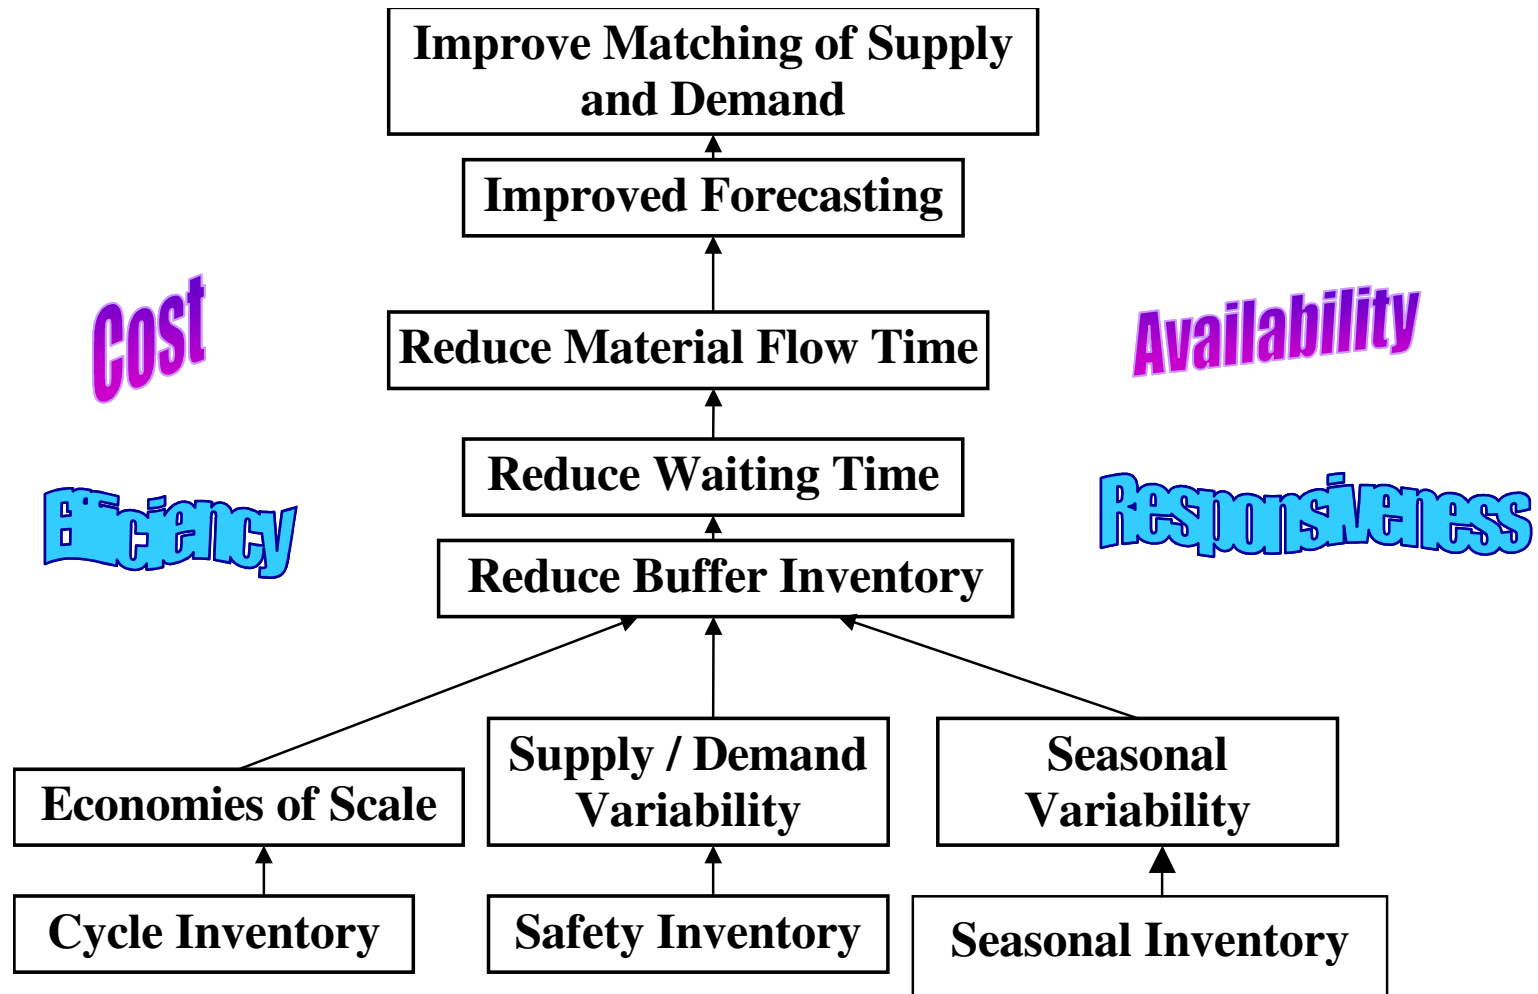 Improve Matching of Supply
and Demand
Improved Forecasting
Cost
Availability
Reduce Material Flow Time
Reduce Waiting Time
Efficiency
Responsiveness
Reduce Buffer Inventory
Economies of Scale
Supply / Demand
Variability
Seasonal
Variability
Cycle Inventory
Safety Inventory
Seasonal Inventory